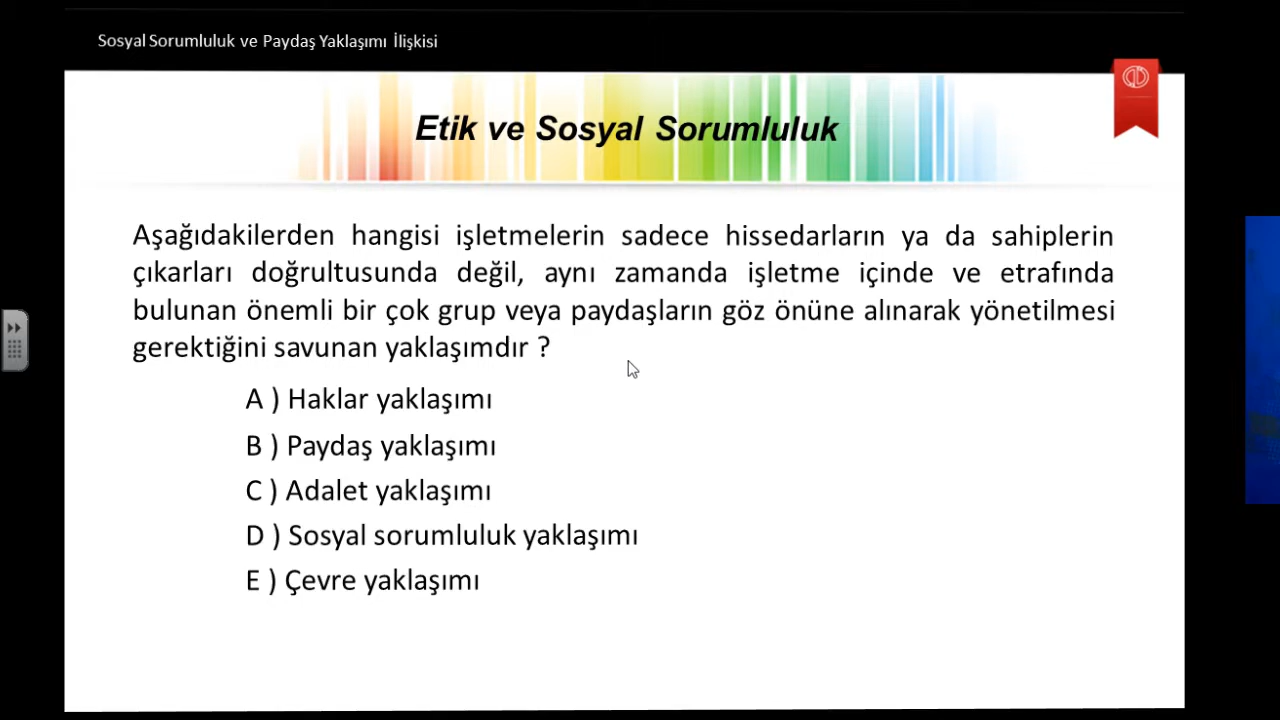 Sosyal Sorumluluk ve Paydaş Yaklaşımı İlişkisi
Etik ve Sosyal Sorumluluk
Aşağıdakilerden hangisi işletmelerin sadece hissedarların ya da sahiplerin
çıkarları doğrultusunda değil, aynı zamanda işletme içinde ve etrafında
bulunan önemli bir çok grup veya paydaşların göz önüne alınarak yönetilmesi
gerektiğini savunan yaklaşımdır ?
A ) Haklar yaklaşımı
B ) Paydaş yaklaşımı
C ) Adalet yaklaşımı
D ) Sosyal sorumluluk yaklaşımı
E ) Çevre yaklaşımı